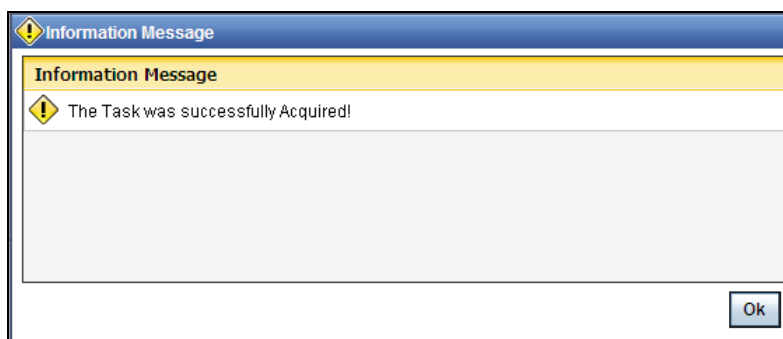 Information Message
Information Message
The Task was successfully Acquired!
Ok